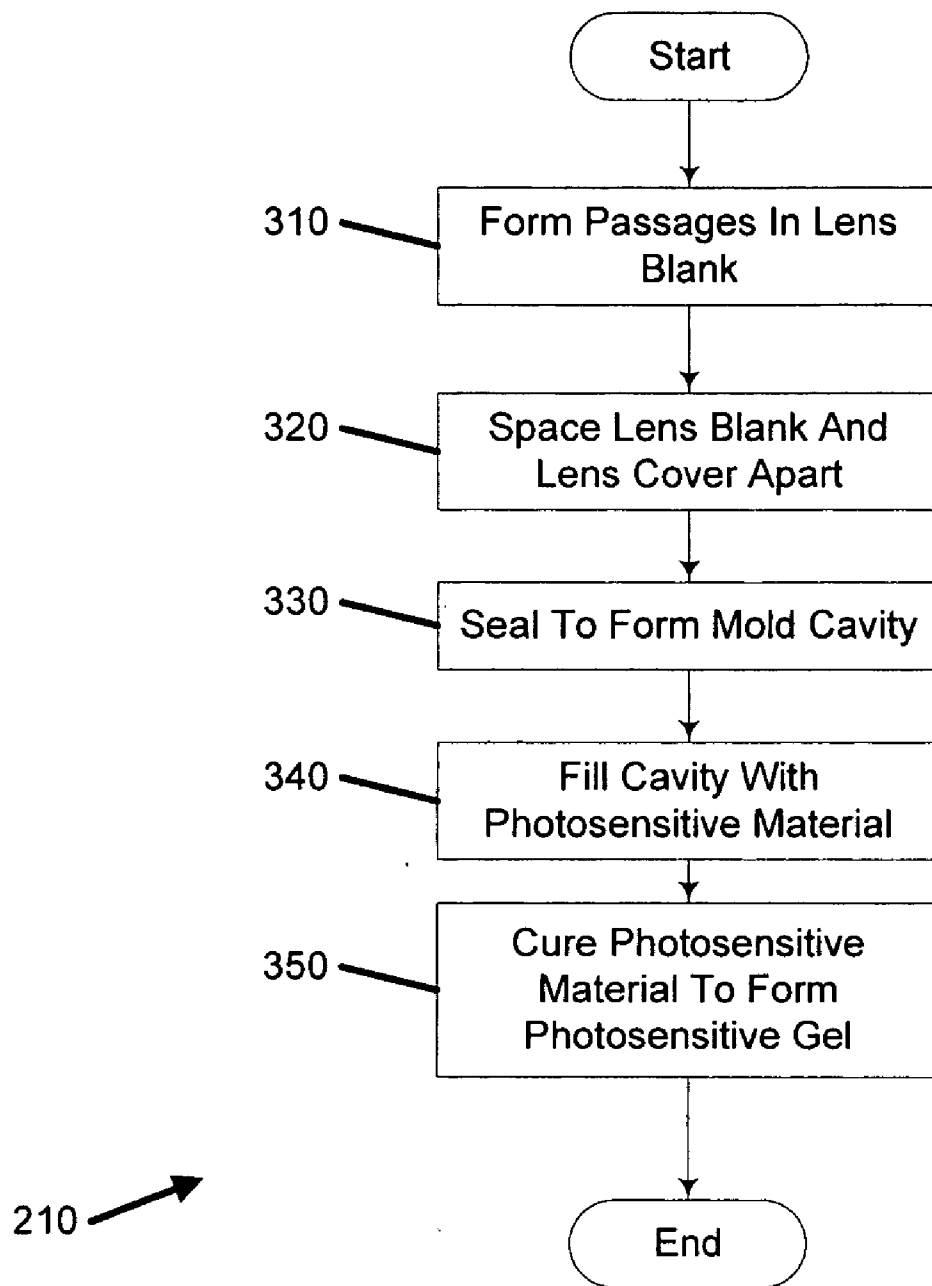 Start
310
Form Passages In Lens
Blank
320
Space Lens Blank And
Lens Cover Apart
330
Seal To Form Mold Cavity
340
Fill Cavity With
Photosensitive Material
350
Cure Photosensitive
Material To Form
Photosensitive Gel
210
End